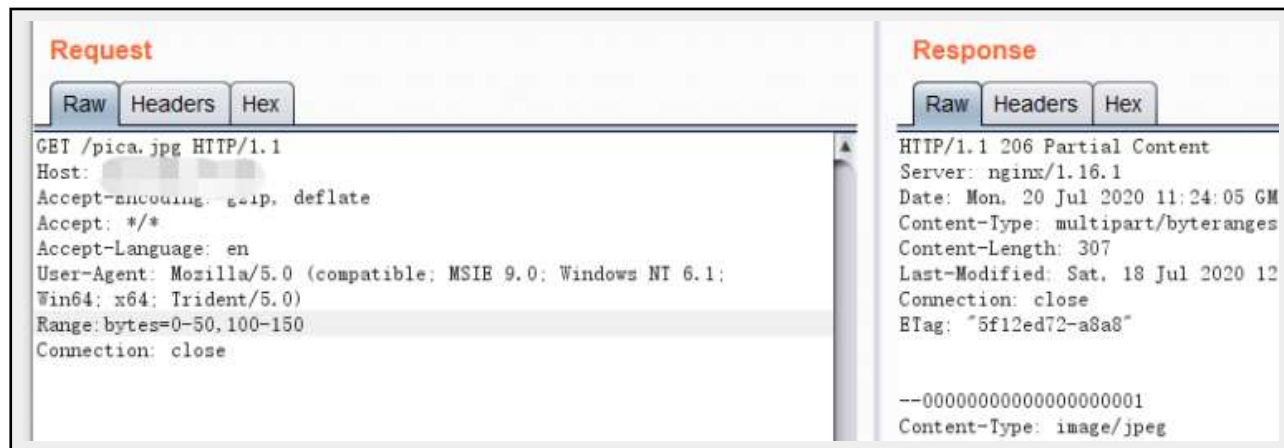 Request
Raw Headers Hex
GET /pica.jpg HTTP/1.1
Host:
Accept-Encoding: gzip, deflate
Accept: */*
Accept-Language: en
User-Agent: Mozilla/5.0 (compatible; MSIE 9.0; Windows NT 6.1;
Win64; x64; Trident/5.0)
Range:bytes=0-50,100-150
Connection: close
Response
Raw Headers Hex
HTTP/1.1 206 Partial Content
Server: nginx/1.16.1
Date: Mon, 20 Jul 2020 11:24:05 GM
Content-Type: multipart/byteranges
Content-Length: 307
Last-Modified: Sat, 18 Jul 2020 12
Connection: close
ETag: "5f12ed72-a8a8"
--00000000000000000001
Content-Type: image/jpeg